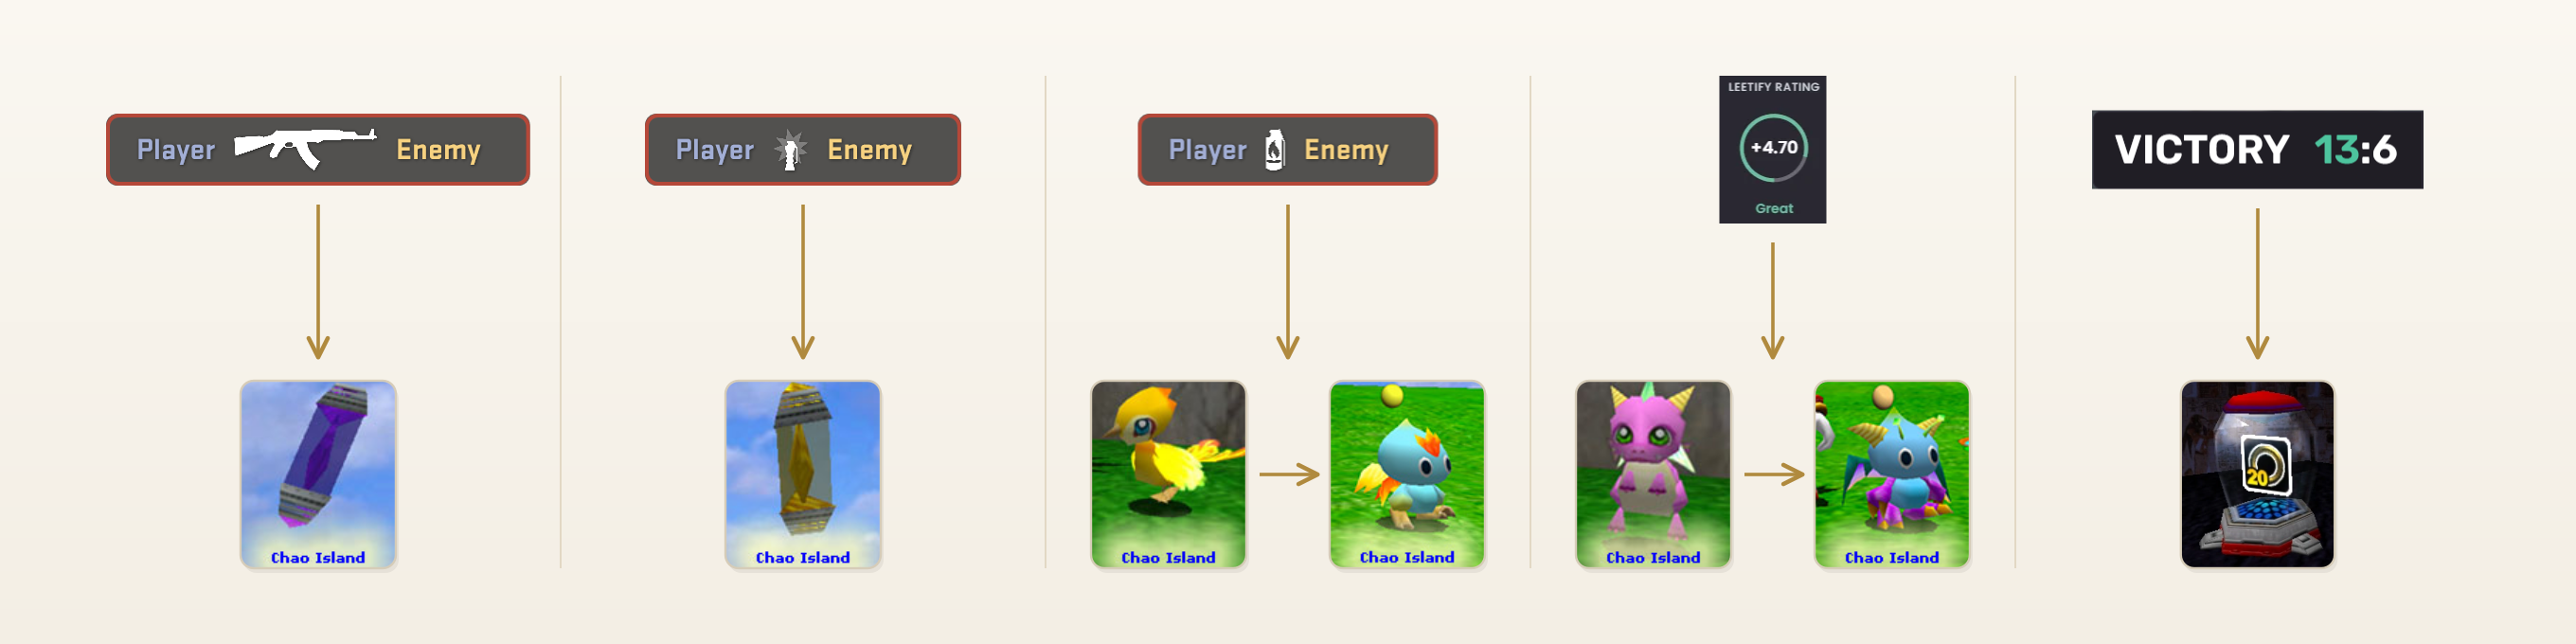 Player Enemy
Player Enemy
Player Enemy
LEETIFY RATING
+4.70
Great
VICTORY 13:6
Chao Island
Chao Island
Chao Island
Chao Island
Chao Island
Chao Island
20